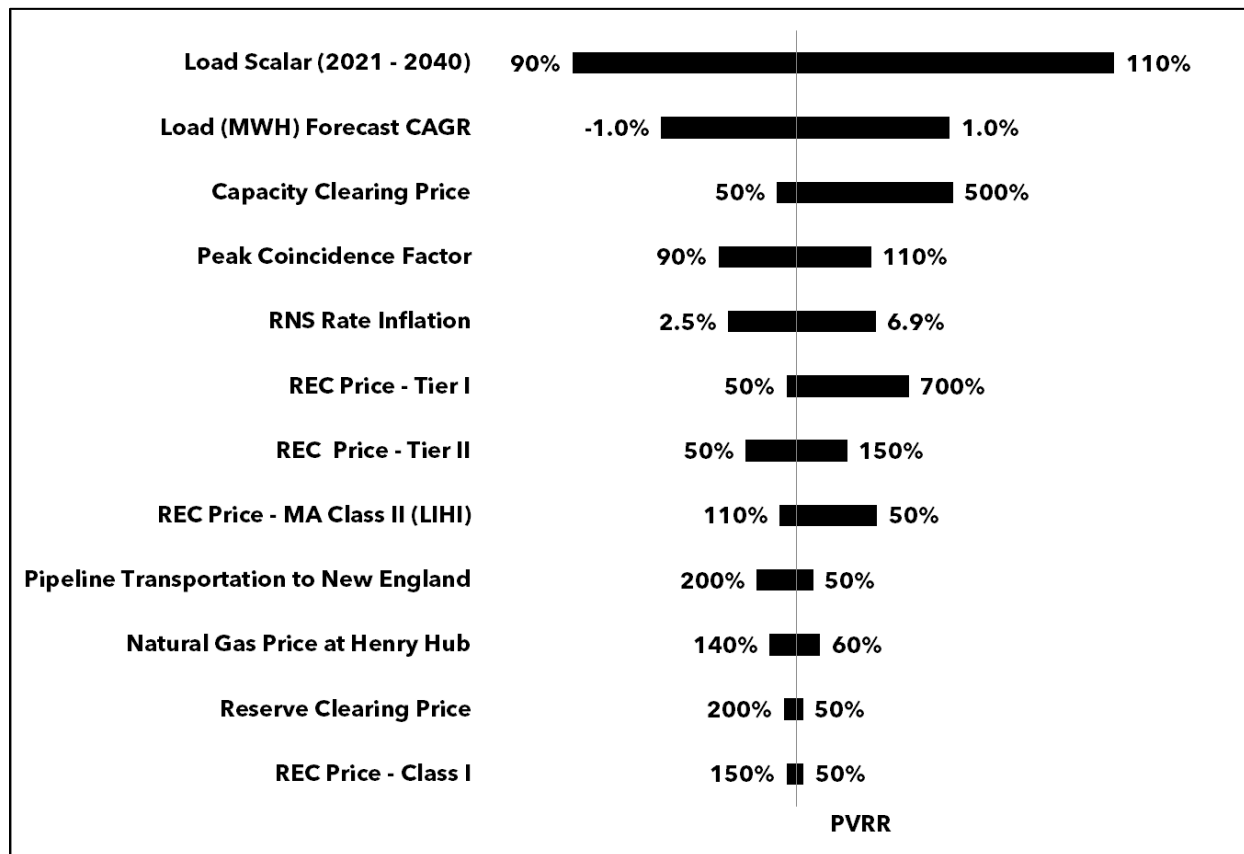 Load Scalar (2021 - 2040) 90% 110%
Load (MWH) Forecast CAGR -1.0% 1.0%
Capacity Clearing Price 50% 500%
Peak Coincidence Factor 90% 110%
RNS Rate Inflation 2.5% 6.9%
REC Price - Tier I 50% 700%
REC Price - Tier II 50% 150%
REC Price - MA Class II (LIHI) 110% 50%
Pipeline Transportation to New England 200% 50%
Natural Gas Price at Henry Hub 140% 60%
Reserve Clearing Price 200% 50%
REC Price - Class I 150% 50%
PVRR